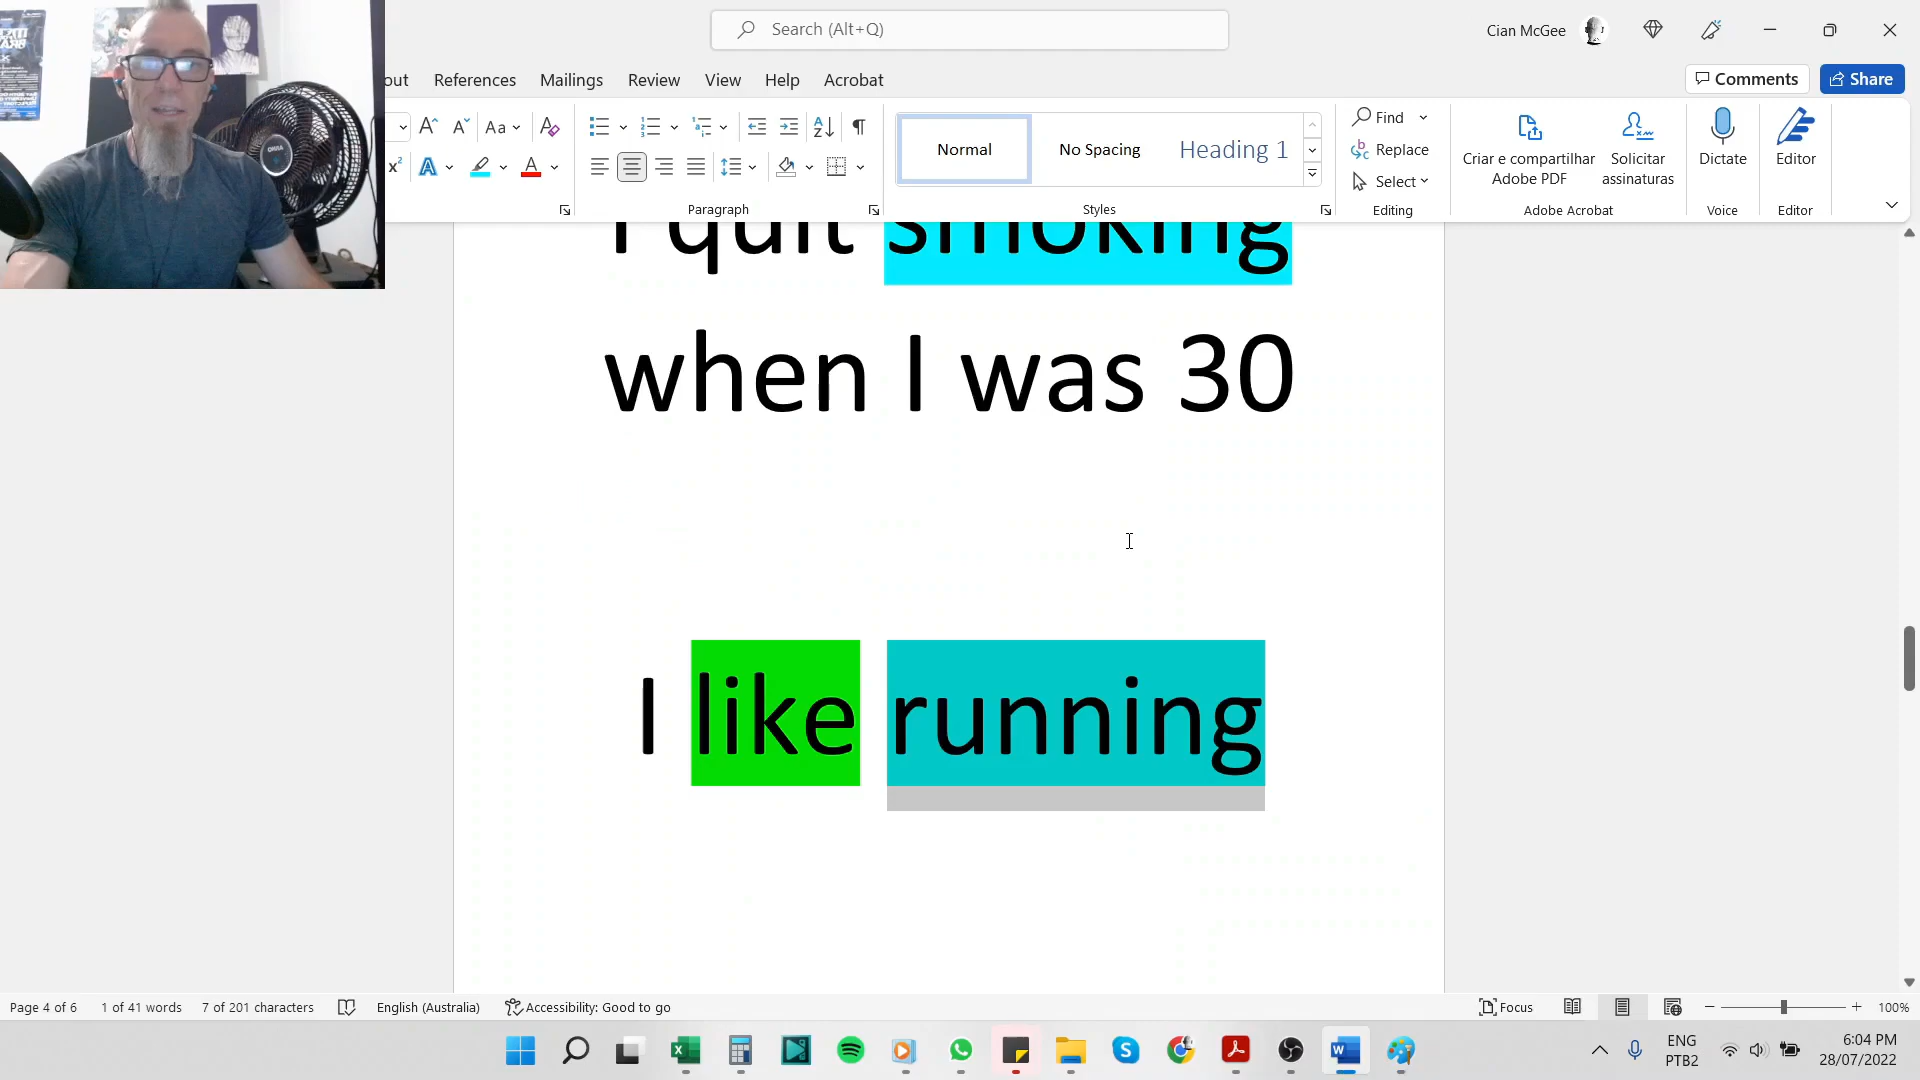 Search (Alt+Q)
Cian McGee
out References Mailings Review View Help Acrobat
Comments
Share
Aa
Normal
No Spacing
Heading 1
Find
Replace
Select
Criar e compartilhar
Adobe PDF
Solicitar
assinaturas
Dictate
Editor
Paragraph
Styles
Editing
Adobe Acrobat
Voice
Editor
I quit smoking
when I was 30
I like running
Page 4 of 6 1 of 41 words 7 of 201 characters English (Australia) Accessibility: Good to go Focus 100%
ENG
PTB2
6:04 PM
28/07/2022